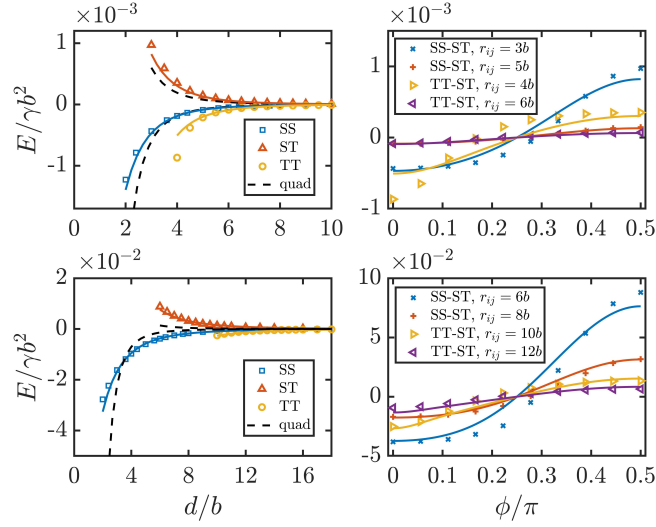 ×10⁻³
E/γb²
1
0
-1
SS
ST
TT
quad
0 2 4 6 8 10
×10⁻³
1
0
-1
SS-ST, r_ij = 3b
SS-ST, r_ij = 5b
TT-ST, r_ij = 4b
TT-ST, r_ij = 6b
0 0.1 0.2 0.3 0.4 0.5
×10⁻²
E/γb²
2
0
-2
-4
SS
ST
TT
quad
0 4 8 12 16
d/b
×10⁻²
10
5
0
-5
SS-ST, r_ij = 6b
SS-ST, r_ij = 8b
TT-ST, r_ij = 10b
TT-ST, r_ij = 12b
0 0.1 0.2 0.3 0.4 0.5
ϕ/π